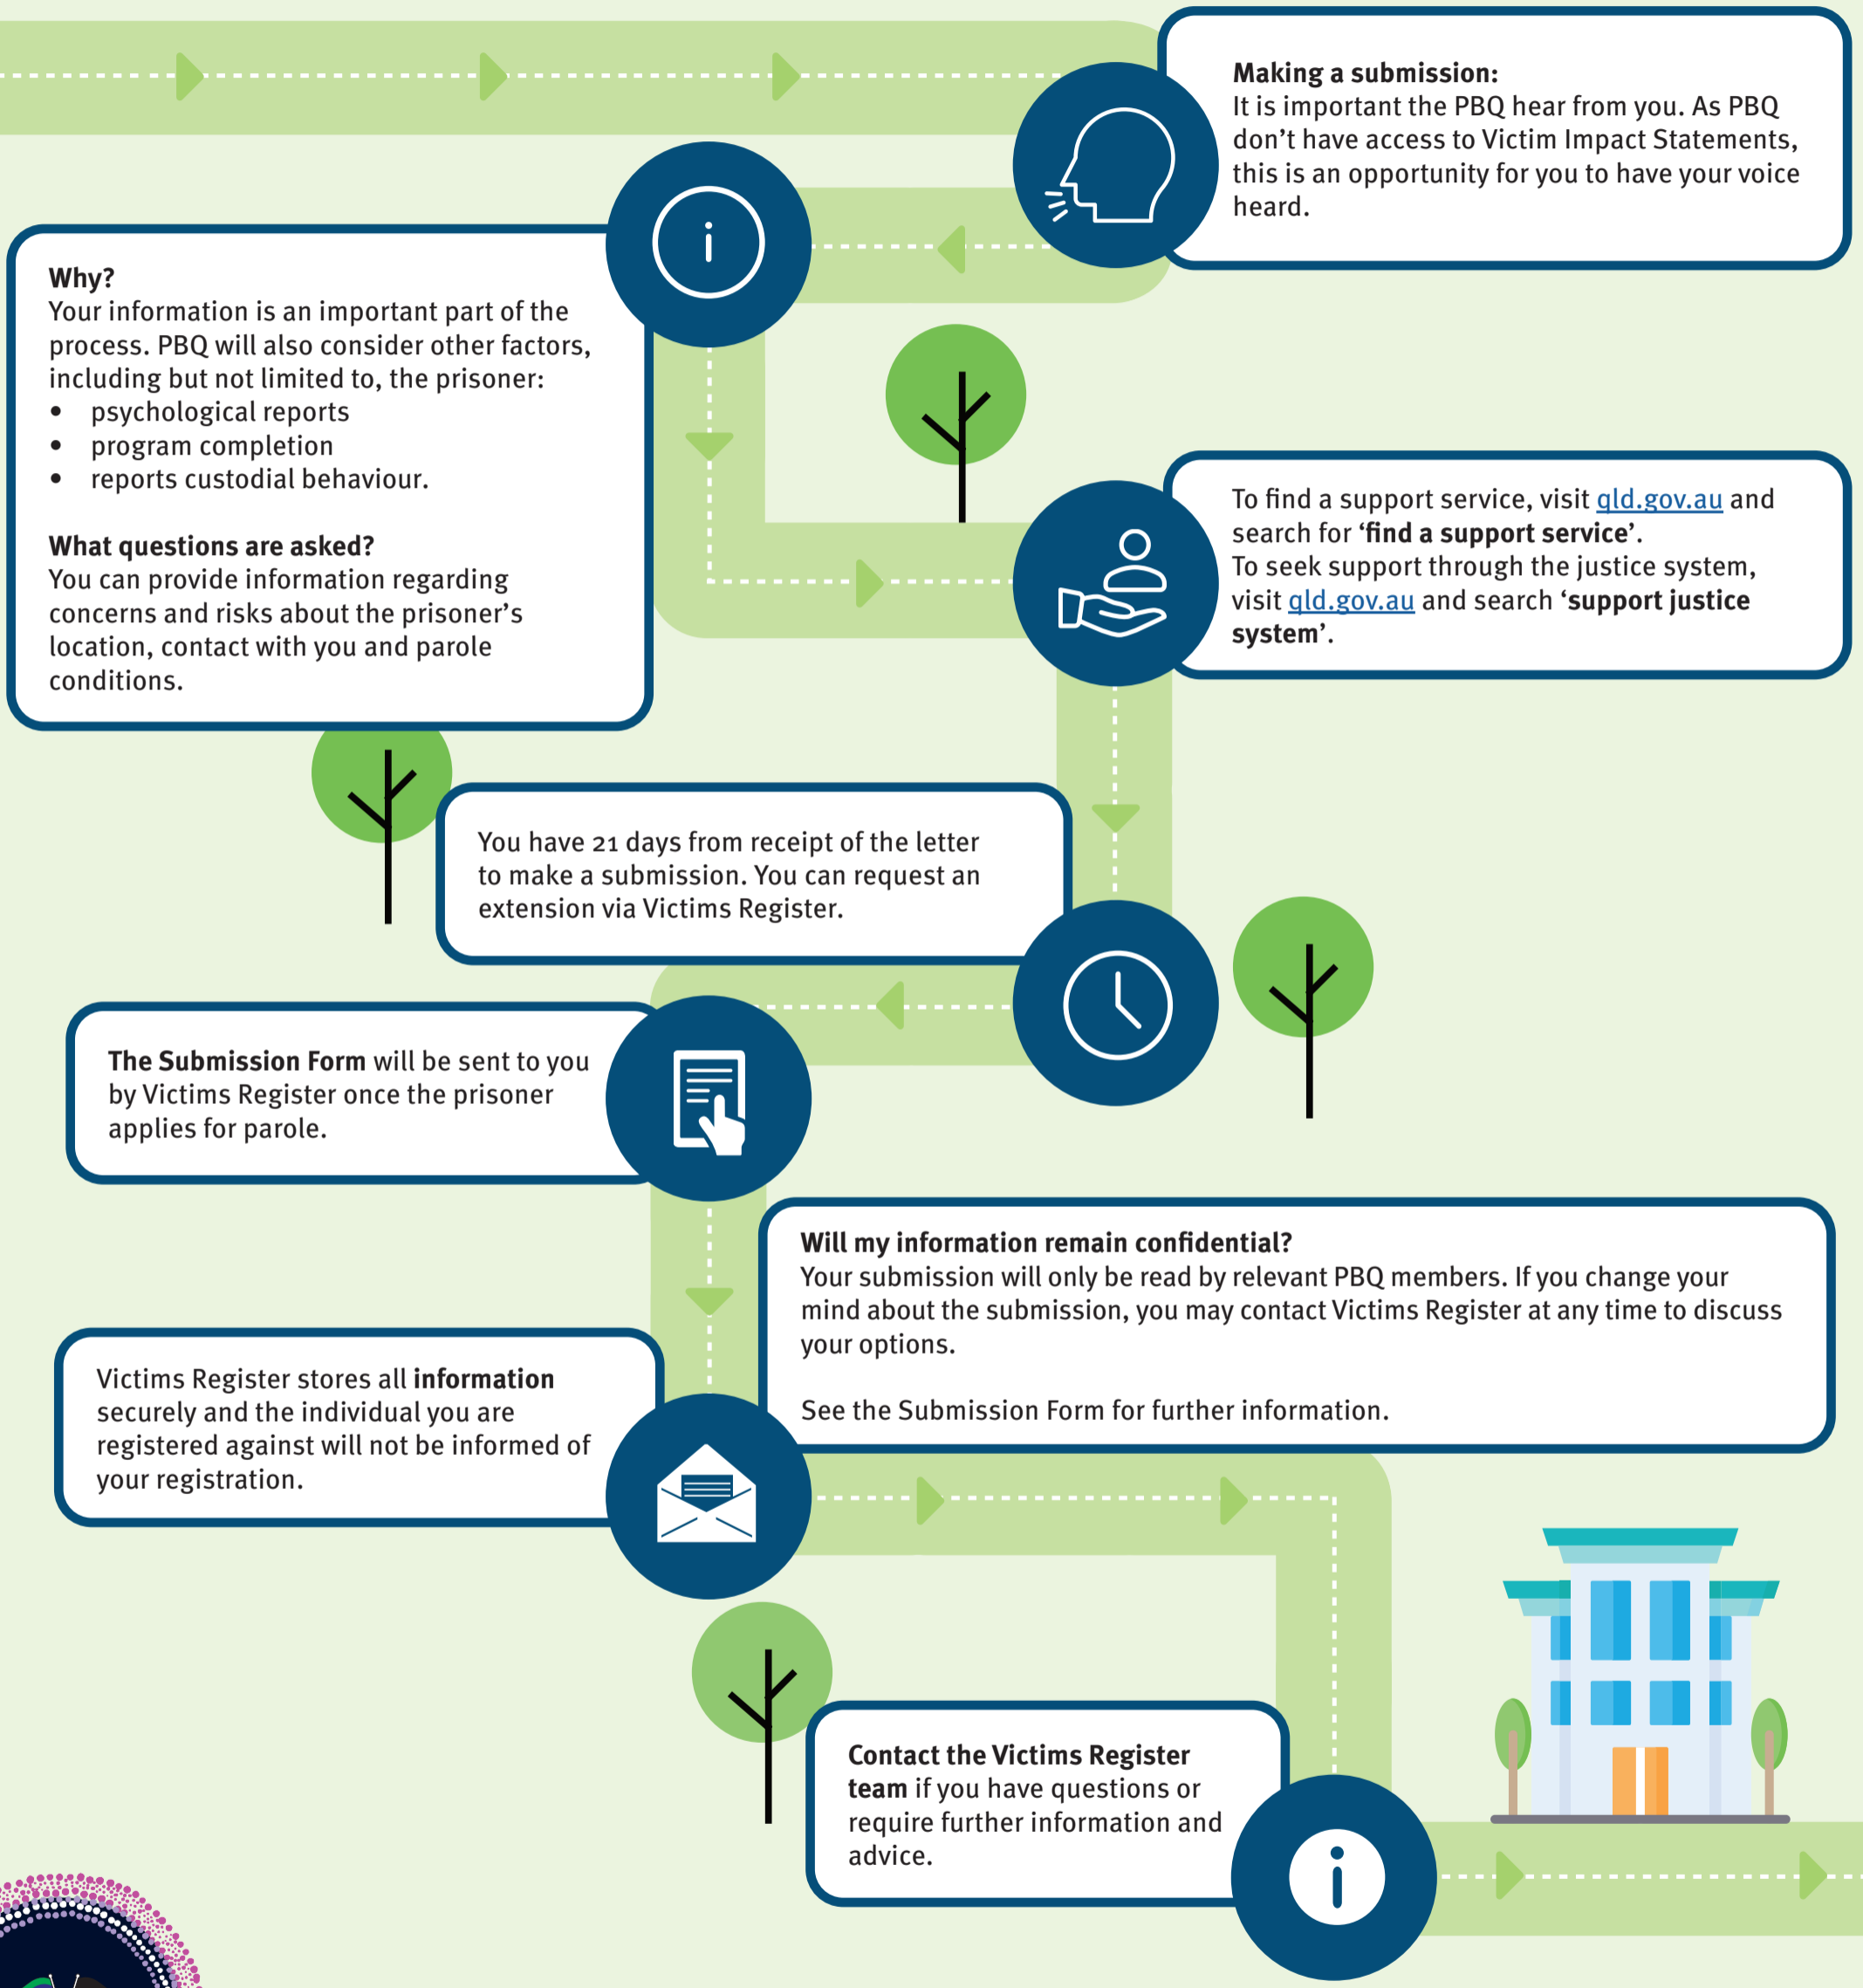 Making a submission:
It is important the PBQ hear from you. As PBQ
don’t have access to Victim Impact Statements,
this is an opportunity for you to have your voice
heard.
Why?
Your information is an important part of the
process. PBQ will also consider other factors,
including but not limited to, the prisoner:
• psychological reports
• program completion
• reports custodial behaviour.
What questions are asked?
You can provide information regarding
concerns and risks about the prisoner’s
location, contact with you and parole
conditions.
To find a support service, visit qld.gov.au and
search for ‘find a support service’.
To seek support through the justice system,
visit qld.gov.au and search ‘support justice
system’.
You have 21 days from receipt of the letter
to make a submission. You can request an
extension via Victims Register.
The Submission Form will be sent to you
by Victims Register once the prisoner
applies for parole.
Will my information remain confidential?
Your submission will only be read by relevant PBQ members. If you change your
mind about the submission, you may contact Victims Register at any time to discuss
your options.
See the Submission Form for further information.
Victims Register stores all information
securely and the individual you are
registered against will not be informed of
your registration.
Contact the Victims Register
team if you have questions or
require further information and
advice.